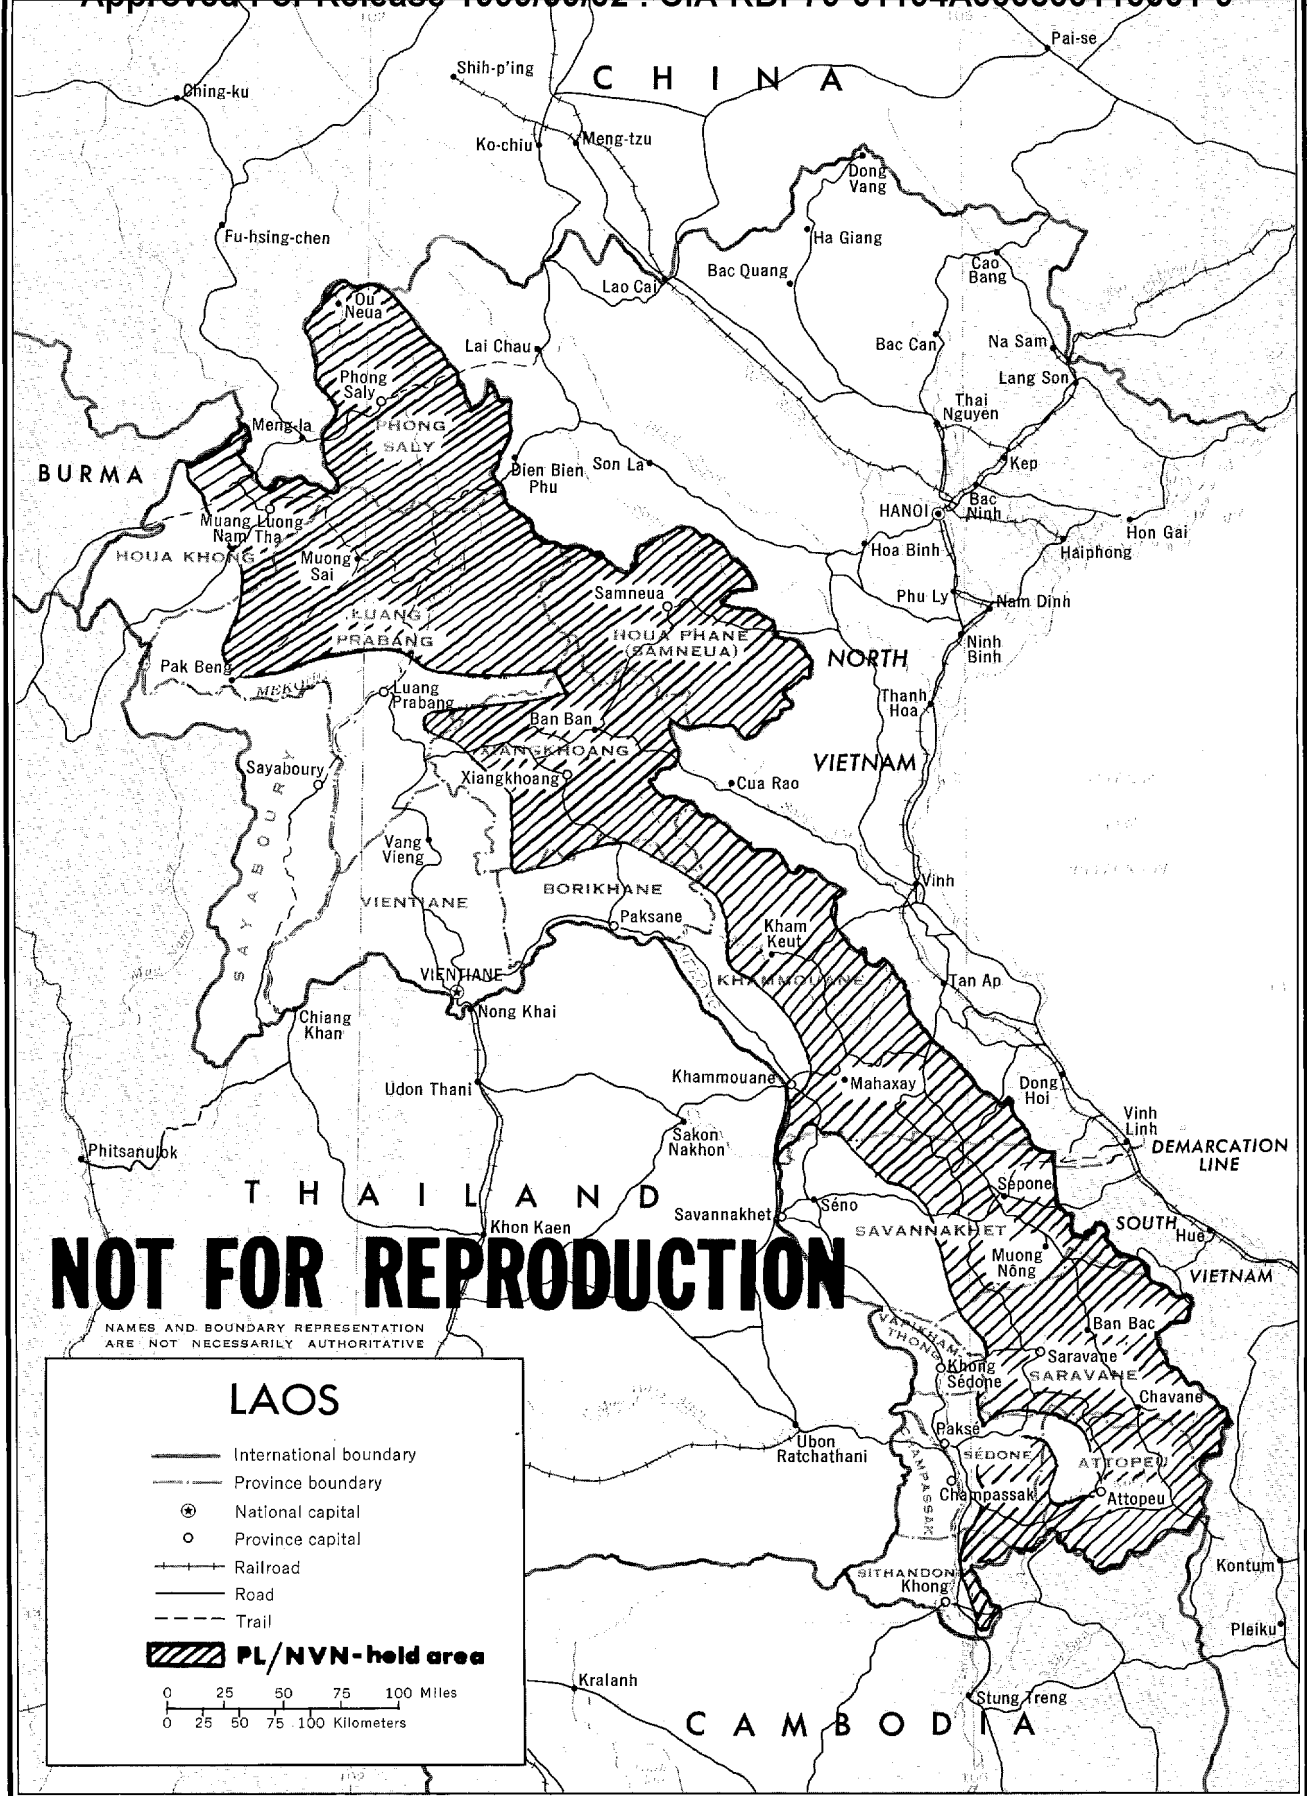 C H I N A
Pai-se
Shih-p'ing
Ching-ku
Ko-chiu
Meng-tzu
Dong
Vang
Fu-hsing-chen
Ha Giang
Bac Quang
Cao
Bang
Lao Cai
Ou
Neua
Bac Can
Na Sam
Lai Chau
Lang Son
Phong
Saly
Thai
Nguyen
Meng-la
PHONG
SALY
BURMA
Dien Bien
Phu
Son La
Kep
Bac
Ninh
HANOI
Muang Luong
Nam Tha
Hon Gai
HOUA KHONG
Muong
Sai
Hoa Binh
Haiphong
Samneua
Phu Ly
Nam Dinh
LUANG
PRABANG
HOUA PHANE
(SAMNEUA)
Ninh
Binh
NORTH
Pak Beng
MEKONG
Luang
Prabang
Thanh
Hoa
Ban Ban
XIANGKHOANG
VIETNAM
Sayaboury
Xiangkhoang
Cua Rao
SAYABOURY
Vang
Vieng
Vinh
BORIKHANE
VIENTIANE
Paksane
Kham
Keut
VIENTIANE
KHAMMOUANE
Tan Ap
Nong Khai
Chiang
Khan
Khammouane
Mahaxay
Udon Thani
Dong
Hoi
Vinh
Linh
Sakon
Nakhon
DEMARCATION
LINE
Phitsanulok
Sépone
T H A I L A N D
Séno
Savannakhet
SAVANNAKHET
SOUTH
Khon Kaen
Hue
Muong
Nông
VIETNAM
NOT FOR REPRODUCTION
NAMES AND BOUNDARY REPRESENTATION
ARE NOT NECESSARILY AUTHORITATIVE
VAPIKHAM-
THONG
Ban Bac
Saravane
SARAVANE
Khong
Sédone
Chavane
Paksé
Ubon
Ratchathani
SÉDONE
ATTOPEU
CHAMPASSAK
Champassak
Attopeu
Kontum
SITHANDONE
Khong
Pleiku
Kralanh
Stung Treng
C A M B O D I A
LAOS
International boundary
Province boundary
National capital
Province capital
Railroad
Road
Trail
PL/NVN-held area
0 25 50 75 100 Miles
0 25 50 75 100 Kilometers